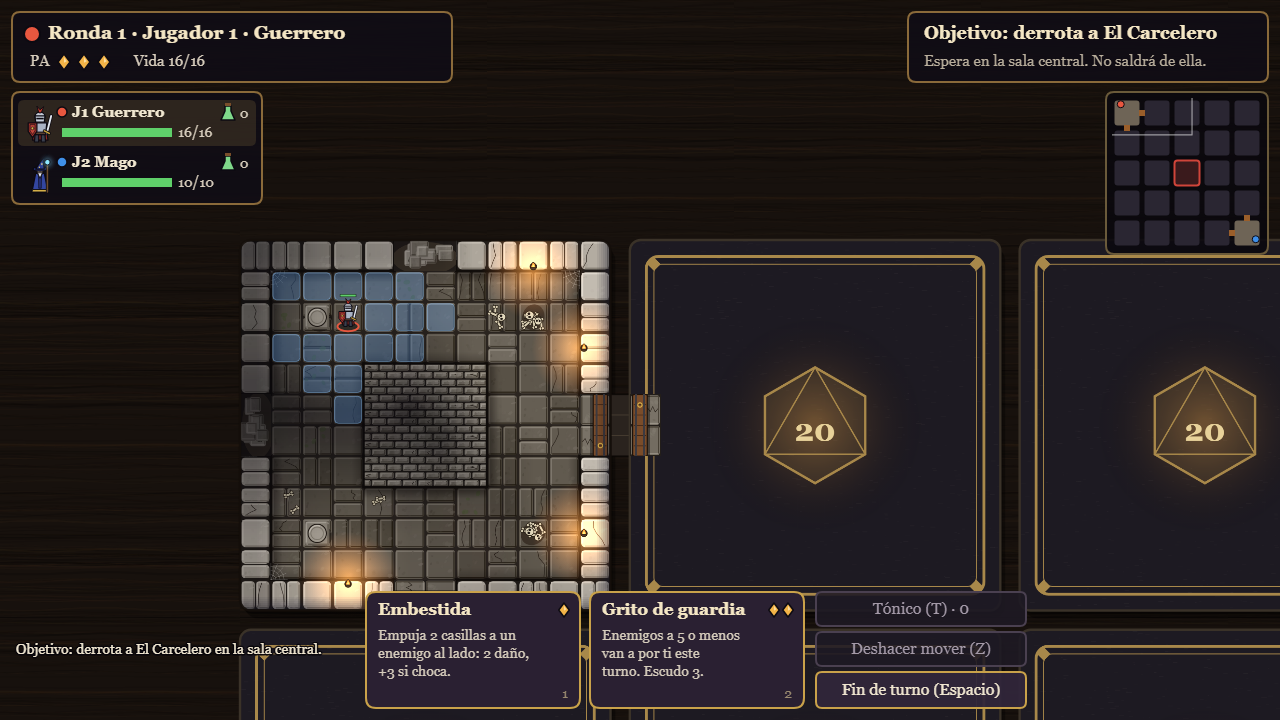 Ronda 1 · Jugador 1 · Guerrero
PA
Vida 16/16
Objetivo: derrota a El Carcelero
Espera en la sala central. No saldrá de ella.
J1 Guerrero
0
16/16
J2 Mago
0
10/10
20
20
Objetivo: derrota a El Carcelero en la sala central.
Embestida
Empuja 2 casillas a un
enemigo al lado: 2 daño,
+3 si choca.
1
Grito de guardia
Enemigos a 5 o menos
van a por ti este
turno. Escudo 3.
2
Tónico (T) · 0
Deshacer mover (Z)
Fin de turno (Espacio)